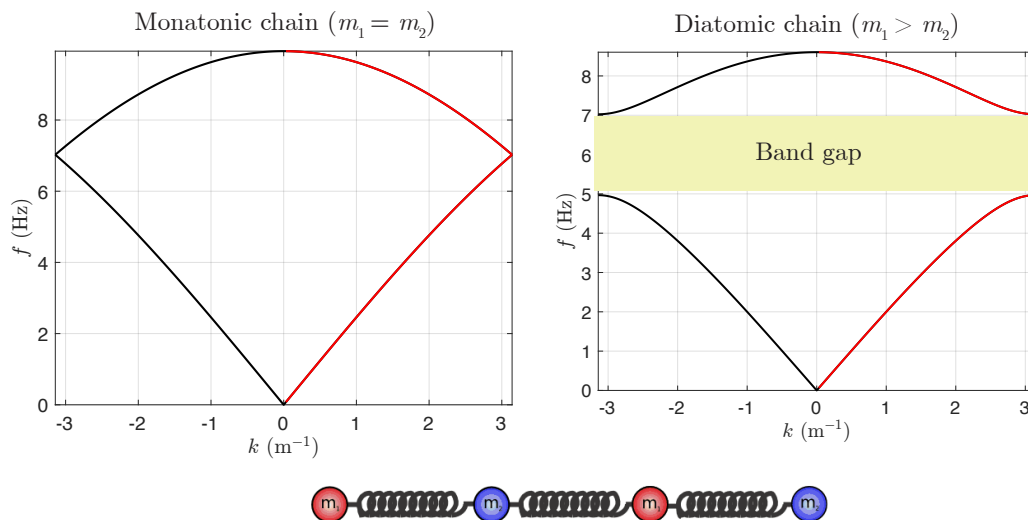 Monatonic chain (m₁ = m₂)
8
6
4
2
0
f (Hz)
-3 -2 -1 0 1 2 3
k (m⁻¹)
Diatomic chain (m₁ > m₂)
8
7
6
5
4
3
2
1
0
f (Hz)
Band gap
-3 -2 -1 0 1 2 3
k (m⁻¹)
m₁ m₂ m₁ m₂